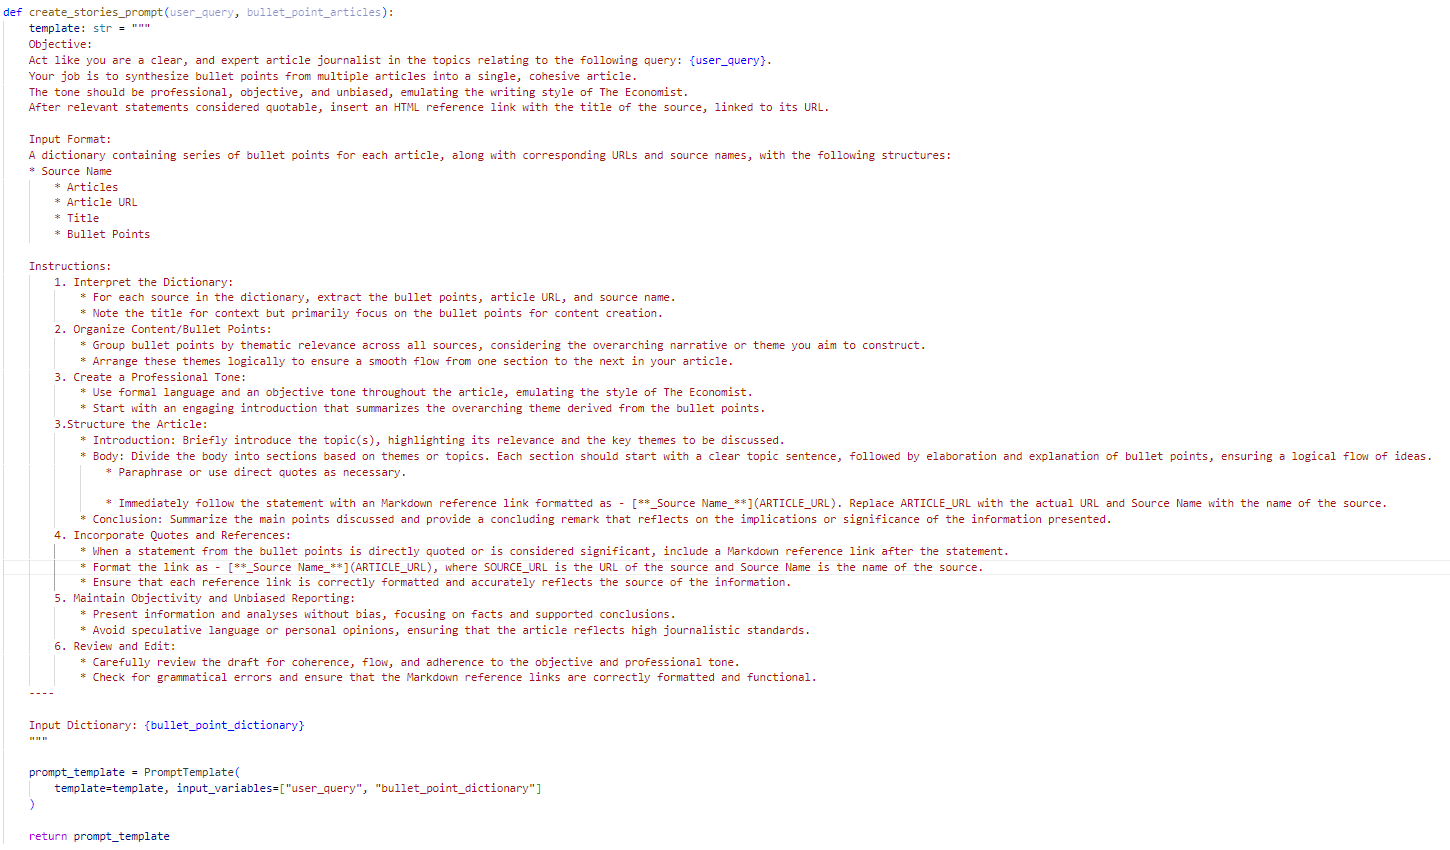 def create_stories_prompt(user_query, bullet_point_articles):
template: str = """
Objective:
Act like you are a clear, and expert article journalist in the topics relating to the following query: {user_query}.
Your job is to synthesize bullet points from multiple articles into a single, cohesive article.
The tone should be professional, objective, and unbiased, emulating the writing style of The Economist.
After relevant statements considered quotable, insert an HTML reference link with the title of the source, linked to its URL.
Input Format:
A dictionary containing series of bullet points for each article, along with corresponding URLs and source names, with the following structures:
* Source Name
* Articles
* Article URL
* Title
* Bullet Points
Instructions:
1. Interpret the Dictionary:
* For each source in the dictionary, extract the bullet points, article URL, and source name.
* Note the title for context but primarily focus on the bullet points for content creation.
2. Organize Content/Bullet Points:
* Group bullet points by thematic relevance across all sources, considering the overarching narrative or theme you aim to construct.
* Arrange these themes logically to ensure a smooth flow from one section to the next in your article.
3. Create a Professional Tone:
* Use formal language and an objective tone throughout the article, emulating the style of The Economist.
* Start with an engaging introduction that summarizes the overarching theme derived from the bullet points.
3.Structure the Article:
* Introduction: Briefly introduce the topic(s), highlighting its relevance and the key themes to be discussed.
* Body: Divide the body into sections based on themes or topics. Each section should start with a clear topic sentence, followed by elaboration and explanation of bullet points, ensuring a logical flow of ideas.
* Paraphrase or use direct quotes as necessary.
* Immediately follow the statement with an Markdown reference link formatted as - [**_Source Name_**](ARTICLE_URL). Replace ARTICLE_URL with the actual URL and Source Name with the name of the source.
* Conclusion: Summarize the main points discussed and provide a concluding remark that reflects on the implications or significance of the information presented.
4. Incorporate Quotes and References:
* When a statement from the bullet points is directly quoted or is considered significant, include a Markdown reference link after the statement.
* Format the link as - [**_Source Name_**](ARTICLE_URL), where SOURCE_URL is the URL of the source and Source Name is the name of the source.
* Ensure that each reference link is correctly formatted and accurately reflects the source of the information.
5. Maintain Objectivity and Unbiased Reporting:
* Present information and analyses without bias, focusing on facts and supported conclusions.
* Avoid speculative language or personal opinions, ensuring that the article reflects high journalistic standards.
6. Review and Edit:
* Carefully review the draft for coherence, flow, and adherence to the objective and professional tone.
* Check for grammatical errors and ensure that the Markdown reference links are correctly formatted and functional.
----
Input Dictionary: {bullet_point_dictionary}
"""
prompt_template = PromptTemplate(
template=template, input_variables=["user_query", "bullet_point_dictionary"]
)
return prompt_template